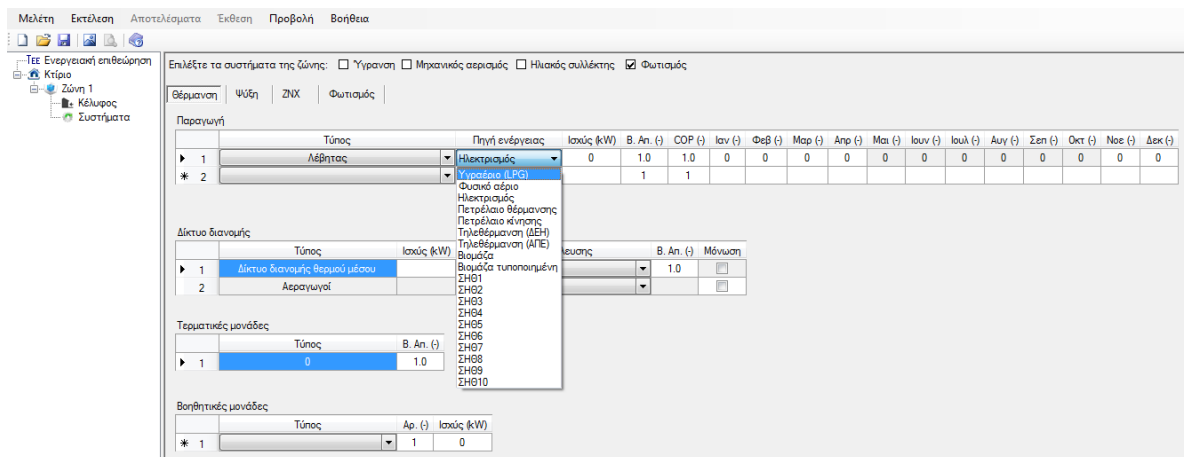 Μελέτη Εκτέλεση Αποτελέσματα Έκθεση Προβολή Βοήθεια
ΤΕΕ Ενεργειακή επιθεώρηση
Κτίριο
Ζώνη 1
Κέλυφος
Συστήματα
Επιλέξτε τα συστήματα της ζώνης: Ύγρανση Μηχανικός αερισμός Ηλιακός συλλέκτης Φωτισμός
Θέρμανση Ψύξη ΖΝΧ Φωτισμός
Παραγωγή
Τύπος Πηγή ενέργειας Ισχύς (kW) Β. Απ. (-) COP (-) Ιαν (-) Φεβ (-) Μαρ (-) Απρ (-) Μαι (-) Ιουν (-) Ιουλ (-) Αυγ (-) Σεπ (-) Οκτ (-) Νοε (-) Δεκ (-)
1 Λέβητας Ηλεκτρισμός 0 1.0 1.0 0 0 0 0 0 0 0 0 0 0 0 0
2 1 1
Υγραέριο (LPG)
Φυσικό αέριο
Ηλεκτρισμός
Πετρέλαιο θέρμανσης
Πετρέλαιο κίνησης
Τηλεθέρμανση (ΔΕΗ)
Τηλεθέρμανση (ΑΠΕ)
Βιομάζα
Βιομάζα τυποποιημένη
ΣΗΘ1
ΣΗΘ2
ΣΗΘ3
ΣΗΘ4
ΣΗΘ5
ΣΗΘ6
ΣΗΘ7
ΣΗΘ8
ΣΗΘ9
ΣΗΘ10
Δίκτυο διανομής
Τύπος Ισχύς (kW) Β. Απ. (-) Μόνωση
1 Δίκτυο διανομής θερμού μέσου 1.0
2 Αεραγωγοί
Τερματικές μονάδες
Τύπος Β. Απ. (-)
1 0 1.0
Βοηθητικές μονάδες
Τύπος Αρ. (-) Ισχύς (kW)
1 1 0